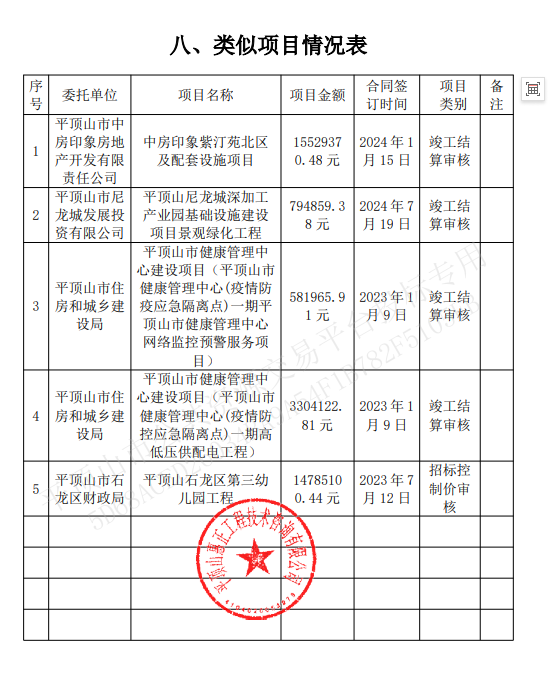 八、类似项目情况表
序号 委托单位 项目名称 项目金额 合同签订时间 项目类别 备注
1 平顶山市中房印象房地产开发有限责任公司 中房印象紫汀苑北区及配套设施项目 15529370.48元 2024年1月15日 竣工结算审核
2 平顶山市尼龙城发展投资有限公司 平顶山尼龙城深加工产业园基础设施建设项目景观绿化工程 794859.38元 2024年7月19日 竣工结算审核
3 平顶山市住房和城乡建设局 平顶山市健康管理中心建设项目（平顶山市健康管理中心(疫情防疫应急隔离点)一期平顶山市健康管理中心网络监控预警服务项目） 581965.91元 2023年1月9日 竣工结算审核
4 平顶山市住房和城乡建设局 平顶山市健康管理中心建设项目（平顶山市健康管理中心(疫情防控应急隔离点)一期高低压供配电工程） 3304122.81元 2023年1月9日 竣工结算审核
5 平顶山市石龙区财政局 平顶山石龙区第三幼儿园工程 14785100.44元 2023年7月12日 招标控制价审核
平顶山惠正工程技术咨询有限公司